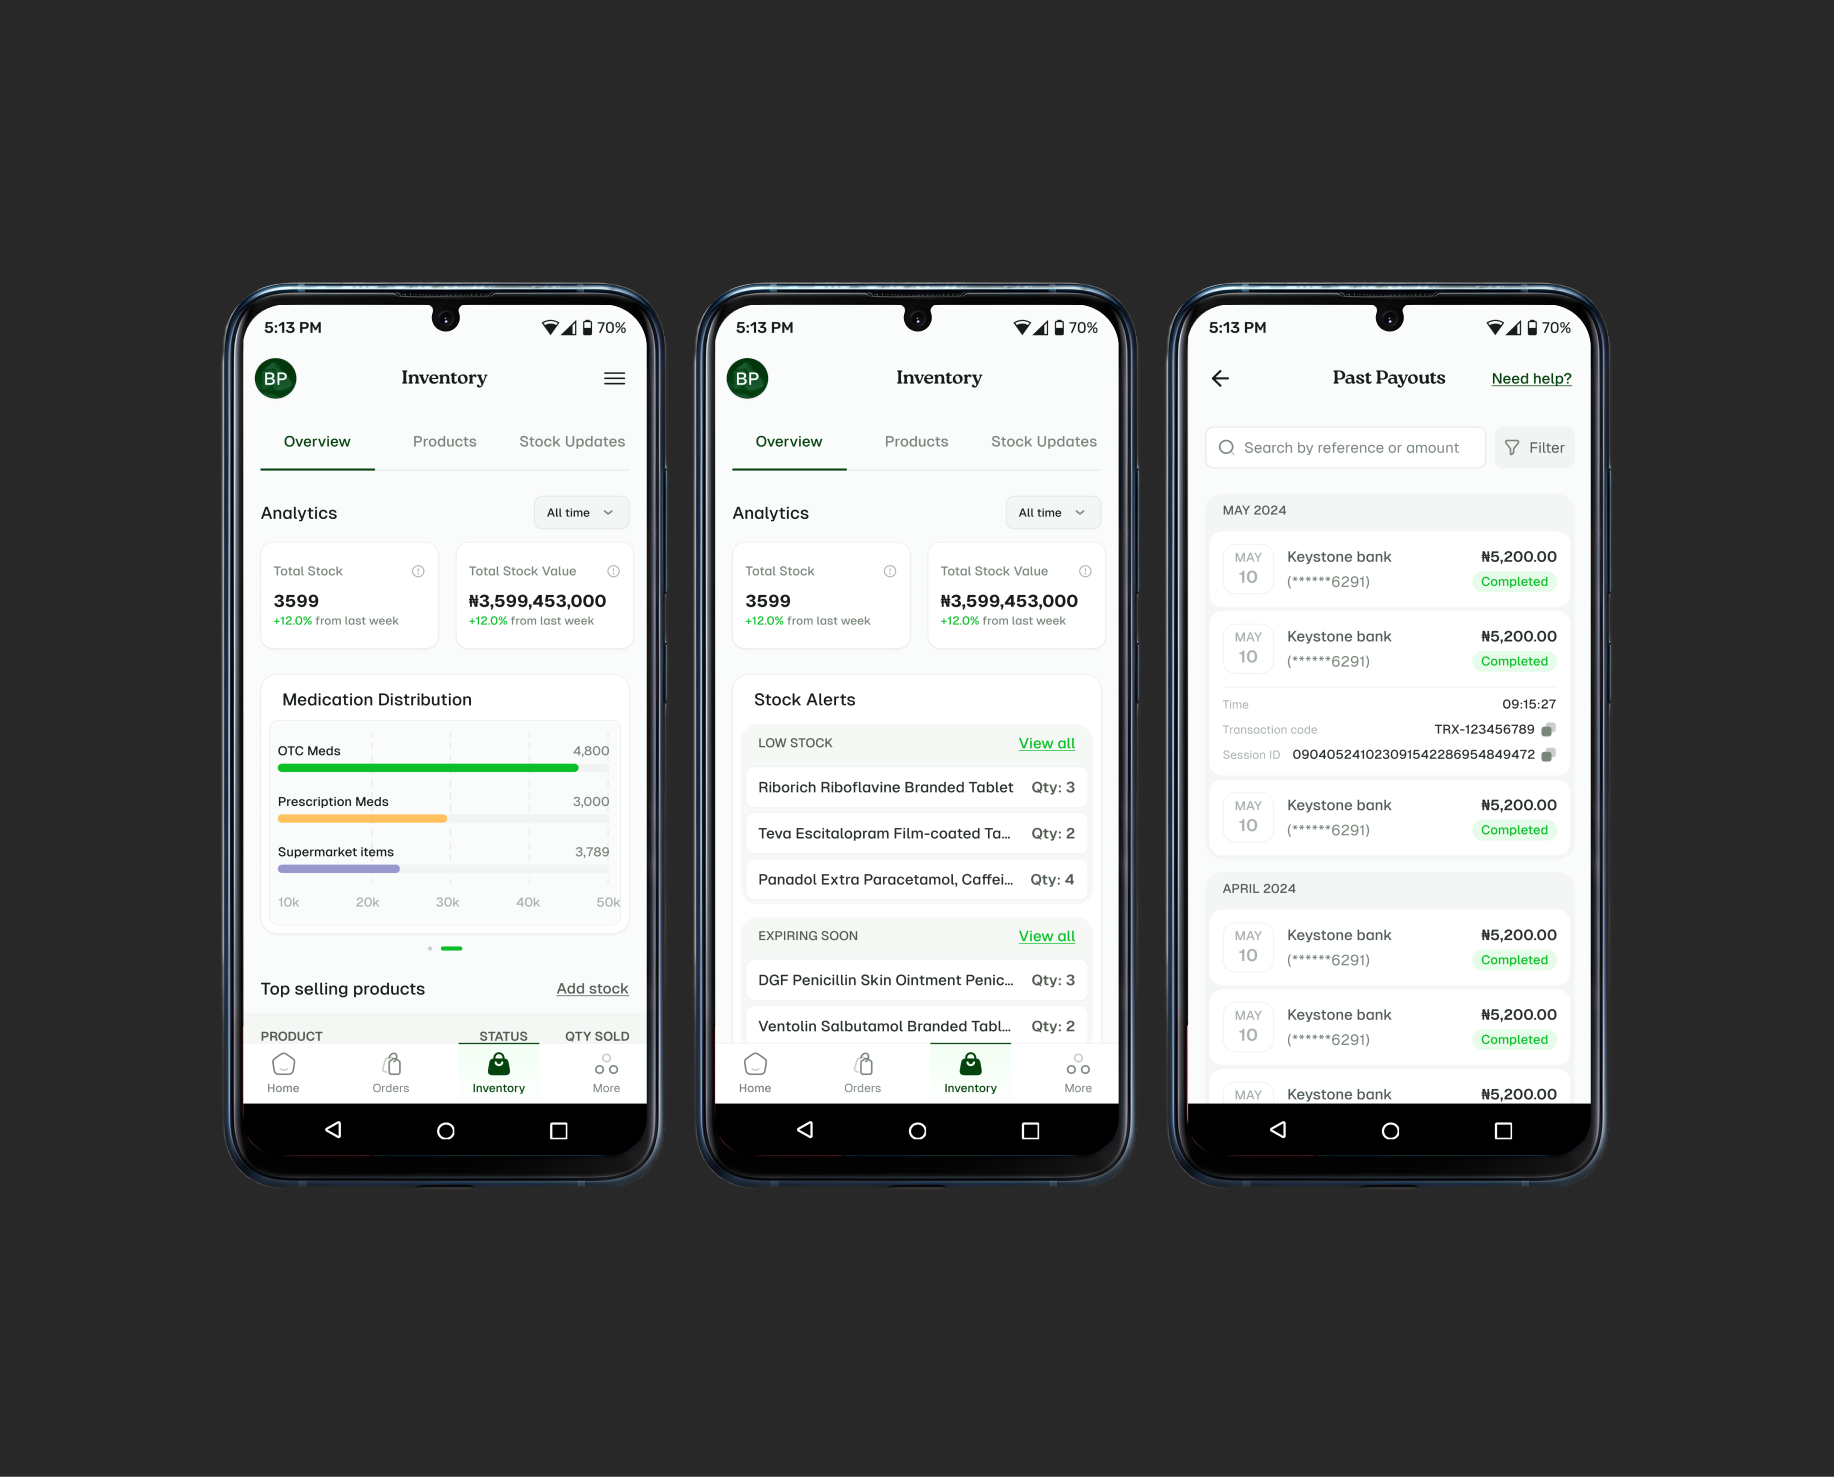 5:13 PM
70%
BP
Inventory
Overview
Products
Stock Updates
Analytics
All time
Total Stock
3599
+12.0% from last week
Total Stock Value
₦3,599,453,000
+12.0% from last week
Medication Distribution
OTC Meds
4,800
Prescription Meds
3,000
Supermarket items
3,789
10k 20k 30k 40k 50k
Top selling products
Add stock
PRODUCT STATUS QTY SOLD
Home
Orders
Inventory
More
5:13 PM
70%
BP
Inventory
Overview
Products
Stock Updates
Analytics
All time
Total Stock
3599
+12.0% from last week
Total Stock Value
₦3,599,453,000
+12.0% from last week
Stock Alerts
LOW STOCK
View all
Riborich Riboflavine Branded Tablet Qty: 3
Teva Escitalopram Film-coated Ta... Qty: 2
Panadol Extra Paracetamol, Caffei... Qty: 4
EXPIRING SOON
View all
DGF Penicillin Skin Ointment Penic... Qty: 3
Ventolin Salbutamol Branded Tabl... Qty: 2
Home
Orders
Inventory
More
5:13 PM
70%
Past Payouts
Need help?
Search by reference or amount
Filter
MAY 2024
MAY
10
Keystone bank
(******6291)
₦5,200.00
Completed
MAY
10
Keystone bank
(******6291)
₦5,200.00
Completed
Time 09:15:27
Transaction code TRX-123456789
Session ID 090405241023091542286954849472
MAY
10
Keystone bank
(******6291)
₦5,200.00
Completed
APRIL 2024
MAY
10
Keystone bank
(******6291)
₦5,200.00
Completed
MAY
10
Keystone bank
(******6291)
₦5,200.00
Completed
MAY
Keystone bank
₦5,200.00